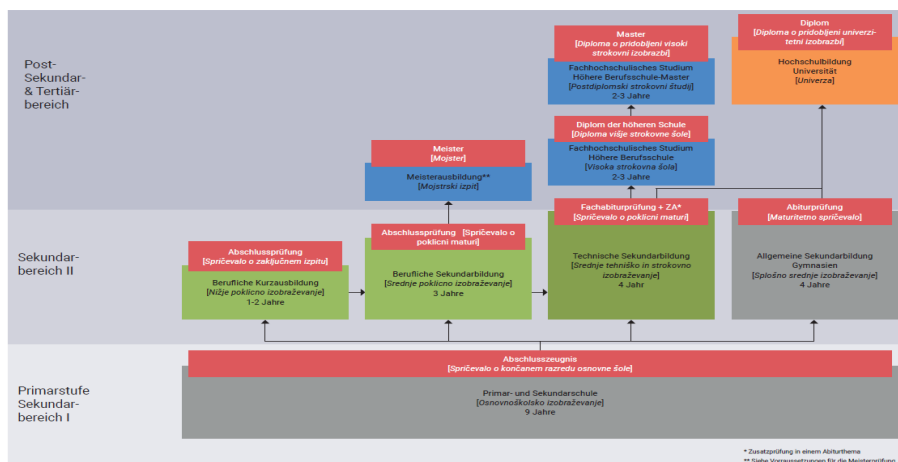 Post-
Sekundar-
& Tertiär-
bereich
Master
[Diploma o pridobljeni visoki
strokovni izobrazbi]
Fachhochschulisches Studium
Höhere Berufsschule-Master
[Postdiplomski strokovni študij]
2-3 Jahre
Diplom
[Diploma o pridobljeni univerzi-
tetni izobrazbi]
Hochschulbildung
Universität
[Univerza]
Diplom der höheren Schule
[Diploma višje strokovne šole]
Fachhochschulisches Studium
Höhere Berufsschule
[Visoka strokovna šola]
2-3 Jahre
Meister
[Mojster]
Meisterausbildung**
[Mojstrski izpit]
Sekundar-
bereich II
Abschlussprüfung
[Spričevalo o zaključnem izpitu]
Berufliche Kurzausbildung
[Nižje poklicno izobraževanje]
1-2 Jahre
Abschlussprüfung [Spričevalo o
poklicni maturi]
Berufliche Sekundarbildung
[Srednje poklicno izobraževanje]
3 Jahre
Fachabiturprüfung + ZA*
[Spričevalo o poklicni maturi]
Technische Sekundarbildung
[Srednje tehniško in strokovno
izobraževanje]
4 Jahr
Abiturprüfung
[Maturitetno spričevalo]
Allgemeine Sekundarbildung
Gymnasien
[Splošno srednje izobraževanje]
4 Jahre
Primarstufe
Sekundar-
bereich I
Abschlusszeugnis
[Spričevalo o končanem razredu osnovne šole]
Primar- und Sekundarschule
[Osnovnoškolsko izobraževanje]
9 Jahre
* Zusatzprüfung in einem Abiturthema
** Siehe Vorraussetzungen für die Meisterprüfung